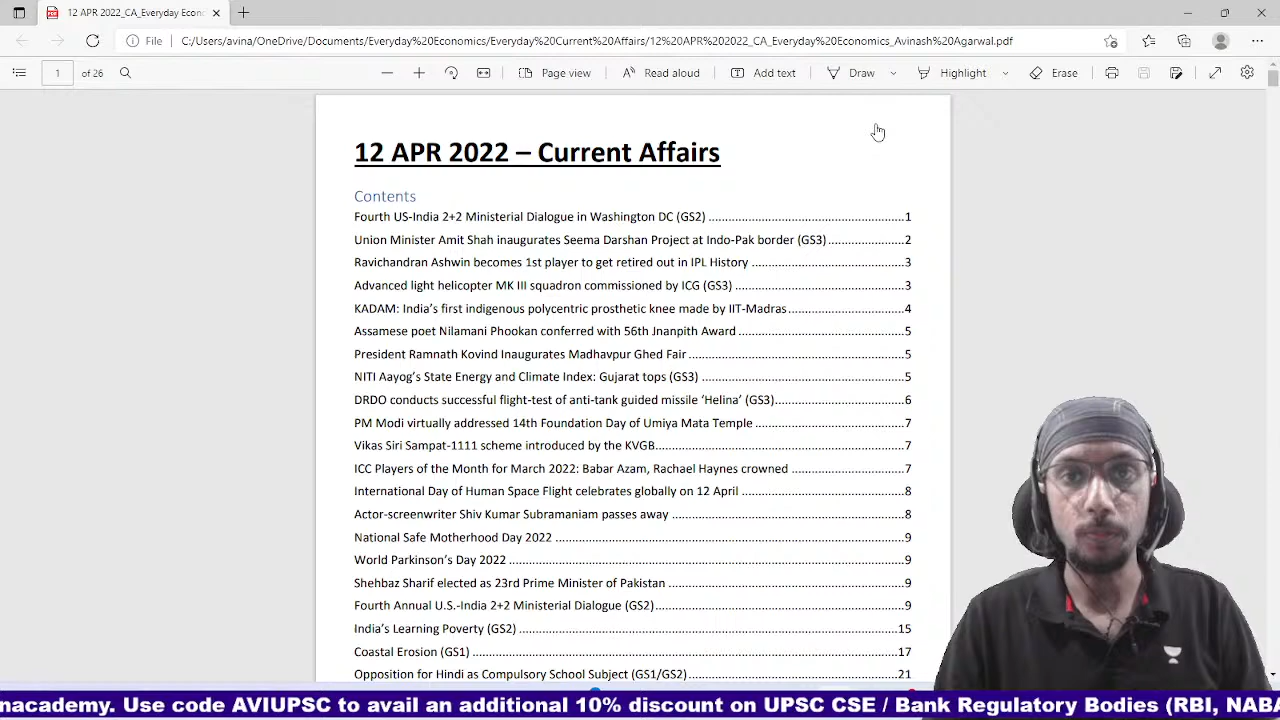 12 APR 2022_CA_Everyday Econ
File C:/Users/avina/OneDrive/Documents/Everyday%20Economics/Everyday%20Current%20Affairs/12%20APR%202022_CA_Everyday%20Economics_Avinash%20Agarwal.pdf
1 of 26 Page view Read aloud Add text Draw Highlight Erase
12 APR 2022 – Current Affairs
Contents
Fourth US-India 2+2 Ministerial Dialogue in Washington DC (GS2) 1
Union Minister Amit Shah inaugurates Seema Darshan Project at Indo-Pak border (GS3) 2
Ravichandran Ashwin becomes 1st player to get retired out in IPL History 3
Advanced light helicopter MK III squadron commissioned by ICG (GS3) 3
KADAM: India’s first indigenous polycentric prosthetic knee made by IIT-Madras 4
Assamese poet Nilamani Phookan conferred with 56th Jnanpith Award 5
President Ramnath Kovind Inaugurates Madhavpur Ghed Fair 5
NITI Aayog’s State Energy and Climate Index: Gujarat tops (GS3) 5
DRDO conducts successful flight-test of anti-tank guided missile ‘Helina’ (GS3) 6
PM Modi virtually addressed 14th Foundation Day of Umiya Mata Temple 7
Vikas Siri Sampat-1111 scheme introduced by the KVGB 7
ICC Players of the Month for March 2022: Babar Azam, Rachael Haynes crowned 7
International Day of Human Space Flight celebrates globally on 12 April 8
Actor-screenwriter Shiv Kumar Subramaniam passes away 8
National Safe Motherhood Day 2022 9
World Parkinson’s Day 2022 9
Shehbaz Sharif elected as 23rd Prime Minister of Pakistan 9
Fourth Annual U.S.-India 2+2 Ministerial Dialogue (GS2) 9
India’s Learning Poverty (GS2) 15
Coastal Erosion (GS1) 17
Opposition for Hindi as Compulsory School Subject (GS1/GS2) 21
nacademy. Use code AVIUPSC to avail an additional 10% discount on UPSC CSE / Bank Regulatory Bodies (RBI, NABA